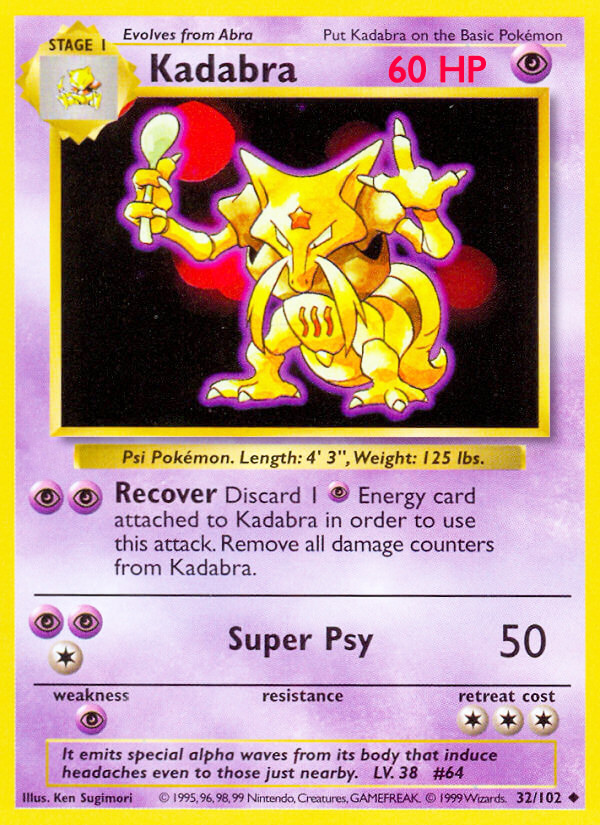 STAGE 1
Evolves from Abra
Put Kadabra on the Basic Pokémon
Kadabra
60 HP
Psi Pokémon. Length: 4' 3", Weight: 125 lbs.
Recover Discard 1 Energy card
attached to Kadabra in order to use
this attack. Remove all damage counters
from Kadabra.
Super Psy 50
weakness
resistance
retreat cost
It emits special alpha waves from its body that induce
headaches even to those just nearby. LV. 38 #64
Illus. Ken Sugimori
© 1995, 96, 98, 99 Nintendo, Creatures, GAMEFREAK. © 1999 Wizards.
32/102